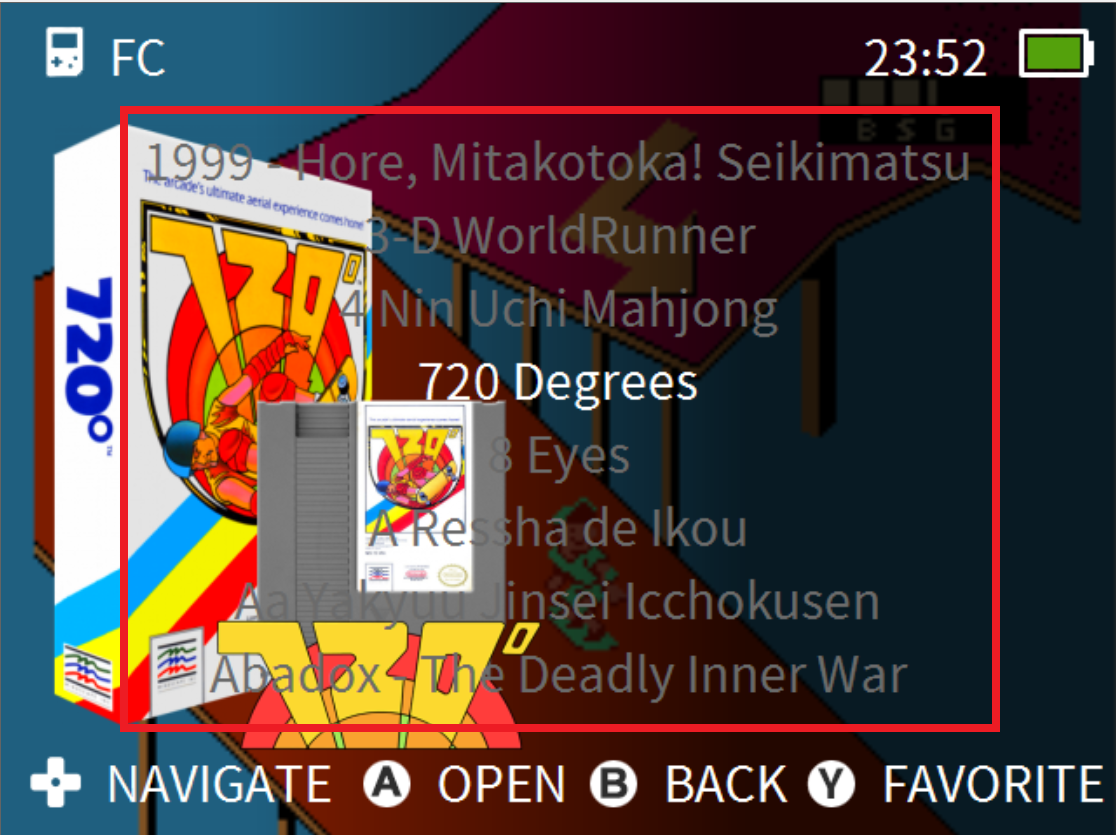 FC
23:52
B S G
1999 - Hore, Mitakotoka! Seikimatsu
The arcade's ultimate aerial experience comes home!
3-D WorldRunner
720°
4 Nin Uchi Mahjong
720°
720 Degrees
720°
8 Eyes
A Ressha de Ikou
Aa Yakyuu Jinsei Icchokusen
720°
Abadox - The Deadly Inner War
NAVIGATE A OPEN B BACK Y FAVORITE